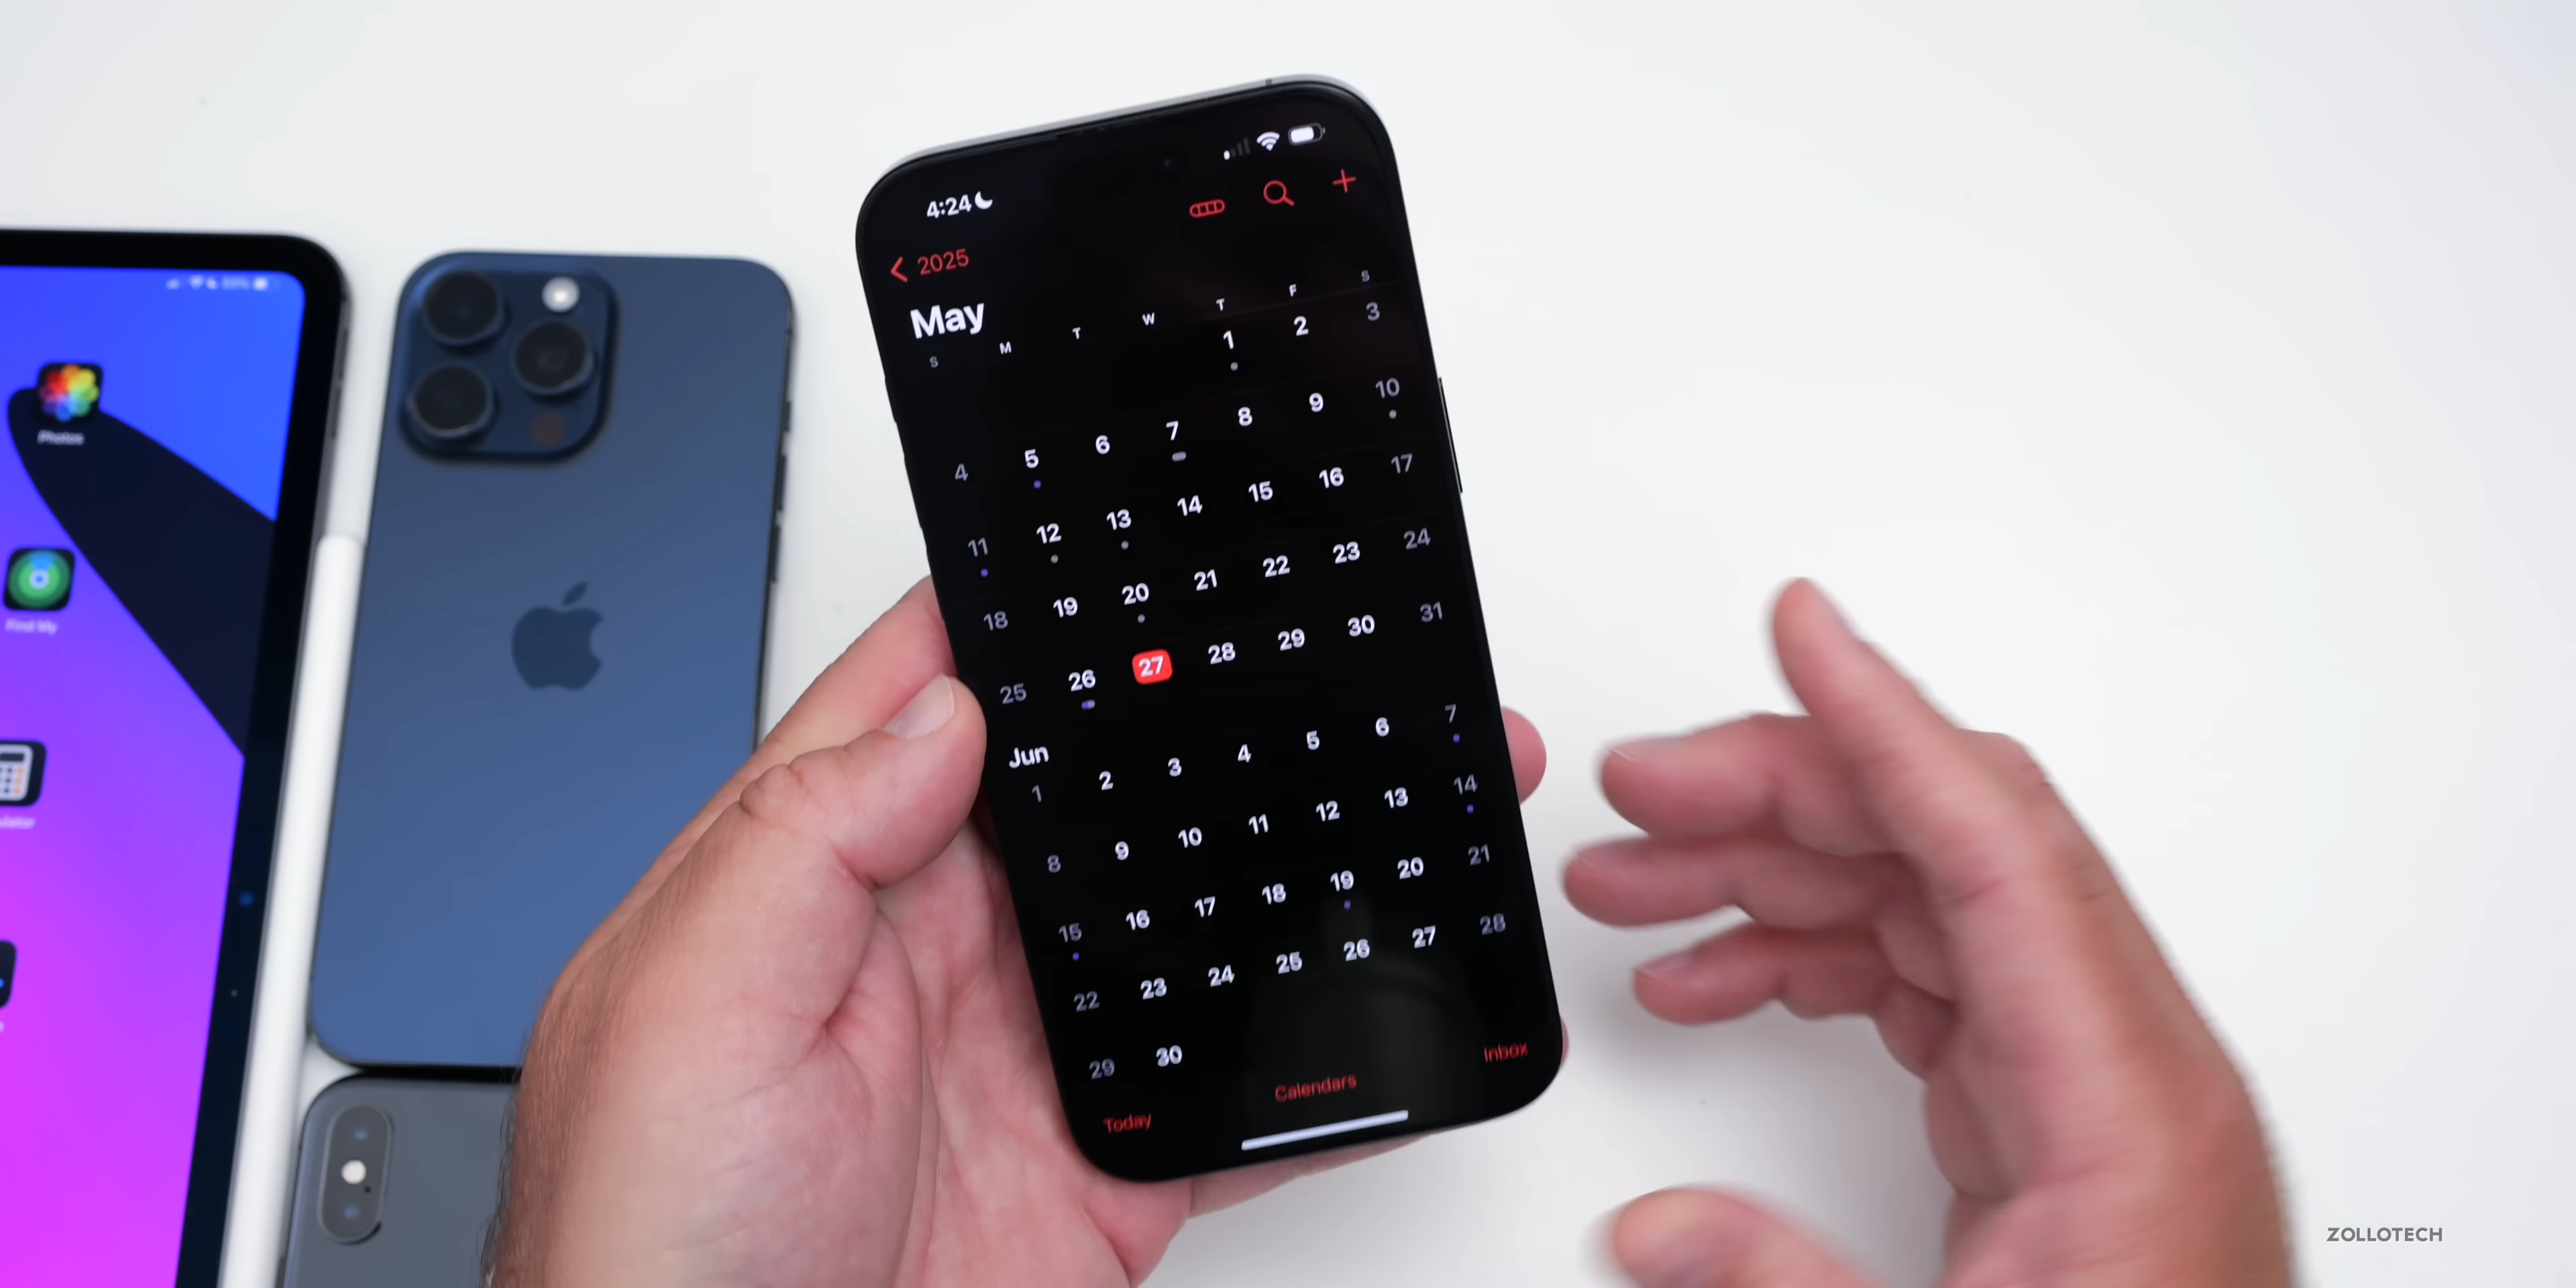 4:24
2025
May
S M T W T F S
1 2 3
4 5 6 7 8 9 10
11 12 13 14 15 16 17
18 19 20 21 22 23 24
25 26 27 28 29 30 31
Jun
1 2 3 4 5 6 7
8 9 10 11 12 13 14
15 16 17 18 19 20 21
22 23 24 25 26 27 28
29 30
Today Calendars Inbox
Photos
Find My
ZOLLOTECH